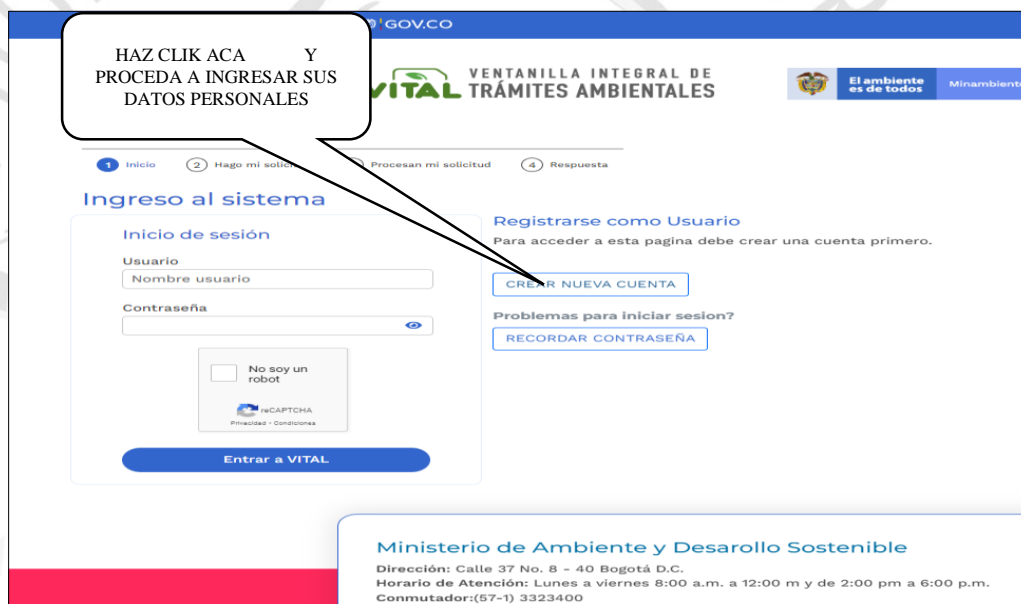 GOV.CO
HAZ CLIK ACA Y
PROCEDA A INGRESAR SUS
DATOS PERSONALES
VITAL
VENTANILLA INTEGRAL DE
TRÁMITES AMBIENTALES
El ambiente
es de todos
Minambiente
1 Inicio 2 Hago mi Procesan mi solicitud 4 Respuesta
Ingreso al sistema
Inicio de sesión
Usuario
Nombre usuario
Contraseña
No soy un
robot
reCAPTCHA
Privacidad - Condiciones
Entrar a VITAL
Registrarse como Usuario
Para acceder a esta pagina debe crear una cuenta primero.
CREAR NUEVA CUENTA
Problemas para iniciar sesion?
RECORDAR CONTRASEÑA
Ministerio de Ambiente y Desarollo Sostenible
Dirección: Calle 37 No. 8 - 40 Bogotá D.C.
Horario de Atención: Lunes a viernes 8:00 a.m. a 12:00 m y de 2:00 pm a 6:00 p.m.
Conmutador:(57-1) 3323400